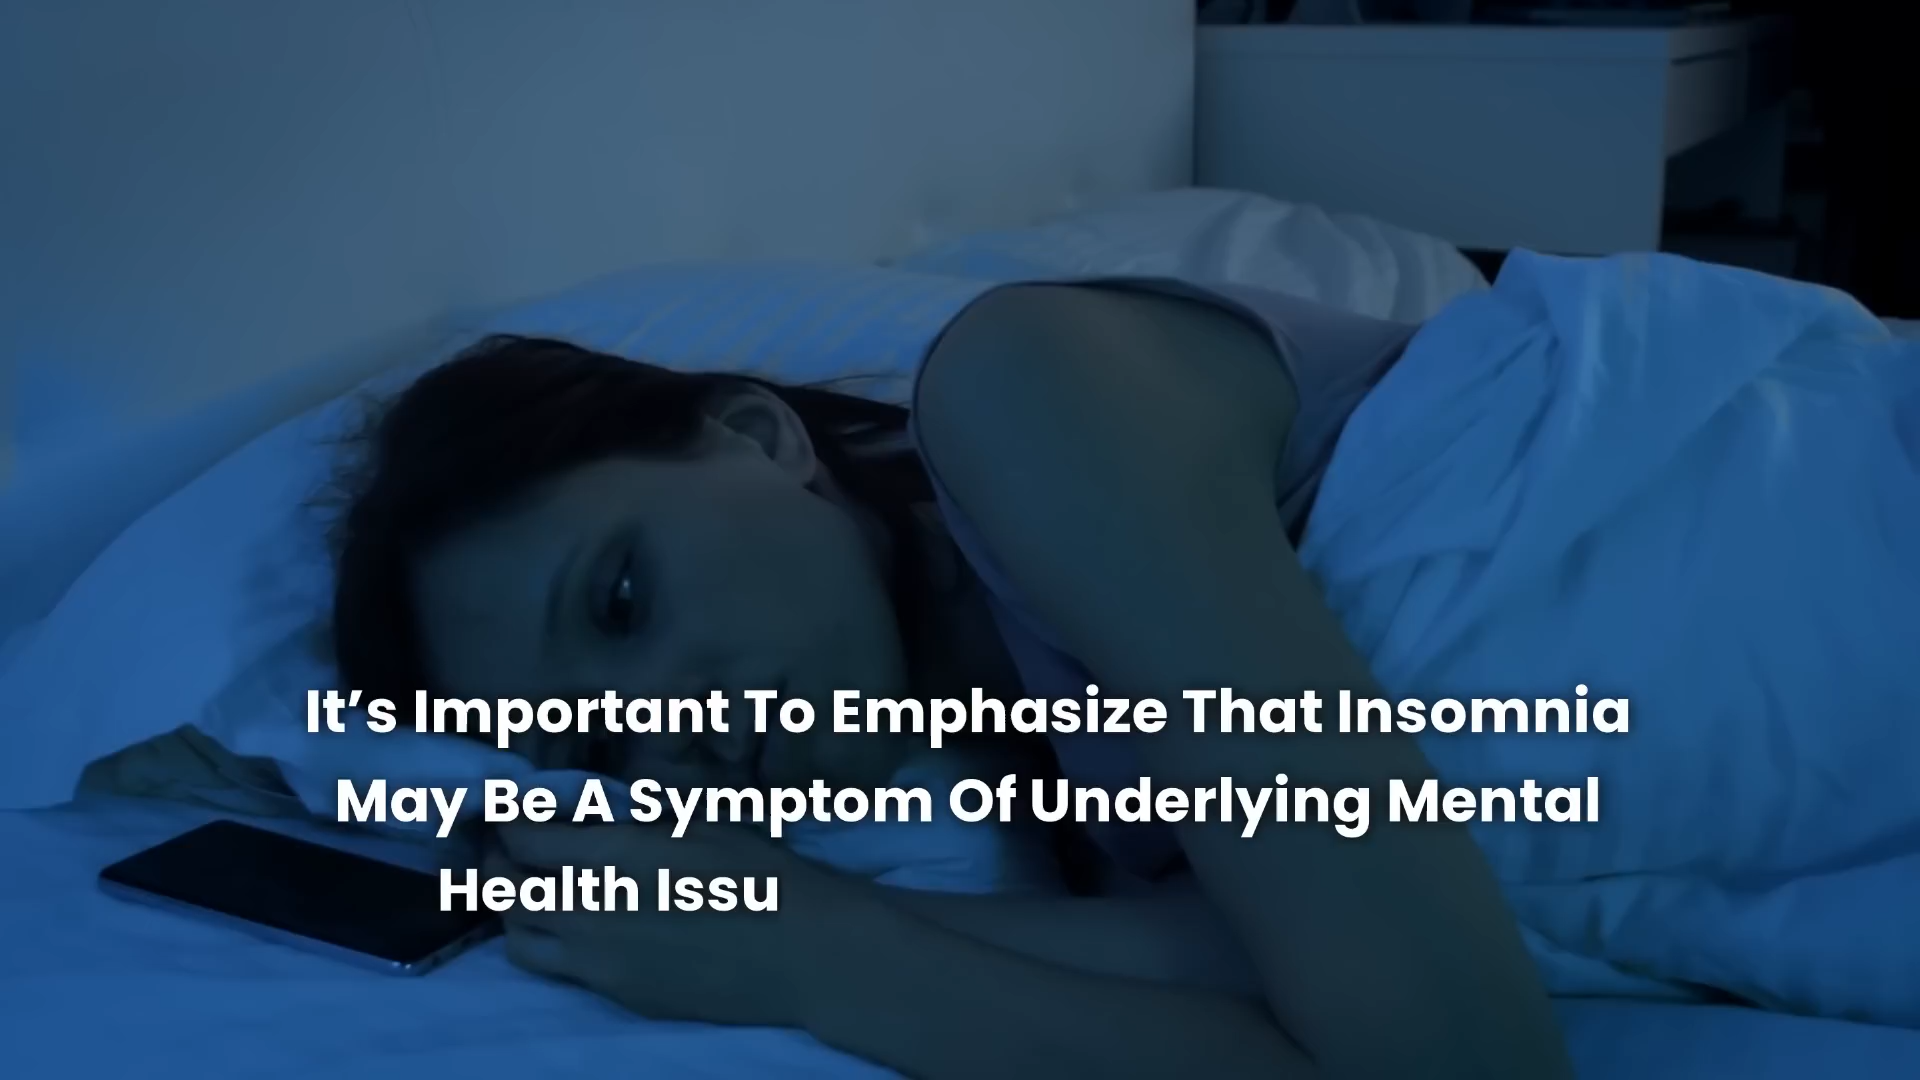 It’s Important To Emphasize That Insomnia
May Be A Symptom Of Underlying Mental
Health Issu